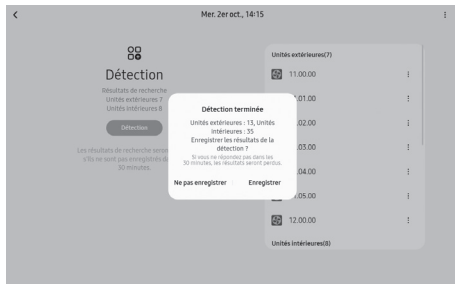 Mer. 2er oct., 14:15
Détection
Résultats de recherche
Unités extérieures 7
Unités intérieures 8
Détection
Les résultats de recherche seron
s'ils ne sont pas enregistrés da
30 minutes.
Unités extérieures(7)
11.00.00
.01.00
.02.00
.03.00
.04.00
.05.00
12.00.00
Unités intérieures(8)
Détection terminée
Unités extérieures : 13, Unités
intérieures : 35
Enregistrer les résultats de la
détection ?
Si vous ne répondez pas dans les
30 minutes, les résultats seront perdus.
Ne pas enregistrer
Enregistrer